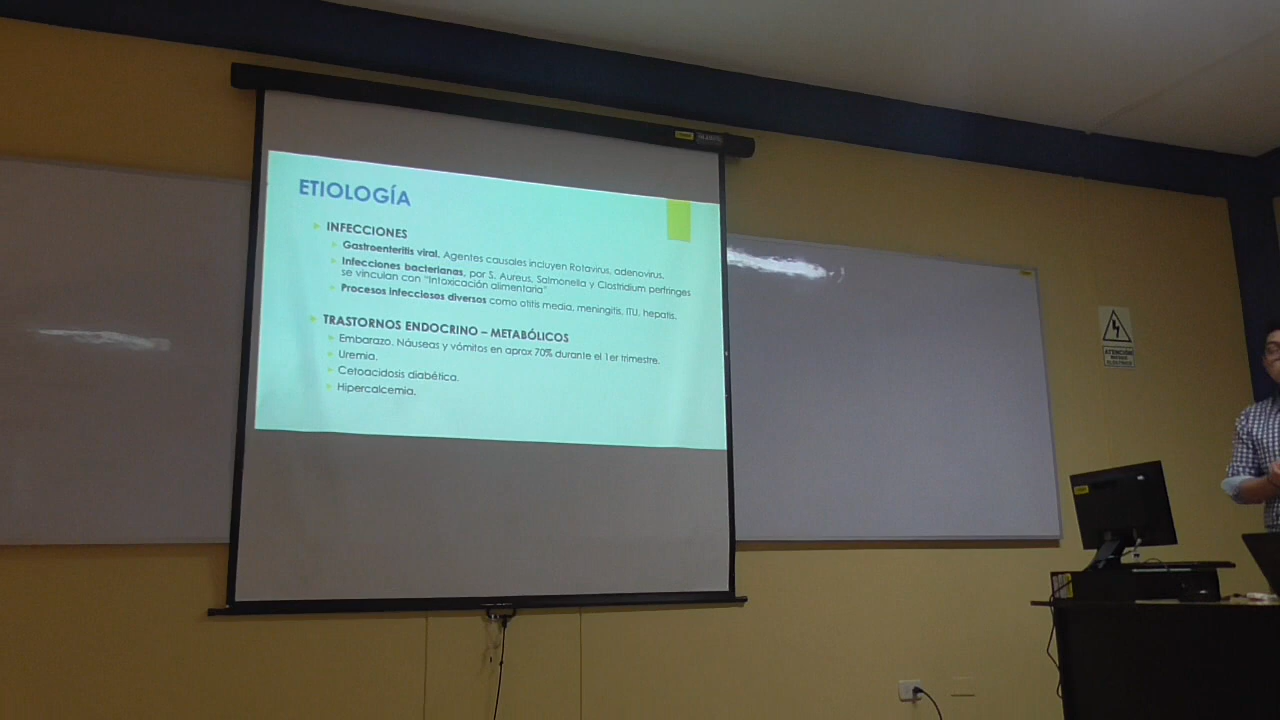 ETIOLOGÍA
INFECCIONES
Gastroenteritis viral. Agentes causales incluyen Rotavirus, adenovirus.
Infecciones bacterianas, por S. Aureus, Salmonella y Clostridium perfringes
se vinculan con "Intoxicación alimentaria"
Procesos infecciosos diversos como otitis media, meningitis, ITU, hepatis.
TRASTORNOS ENDOCRINO – METABÓLICOS
Embarazo. Náuseas y vómitos en aprox 70% durante el 1er trimestre.
Uremia.
Cetoacidosis diabética.
Hipercalcemia.
ATENCIÓN
RIESGO
ELÉCTRICO